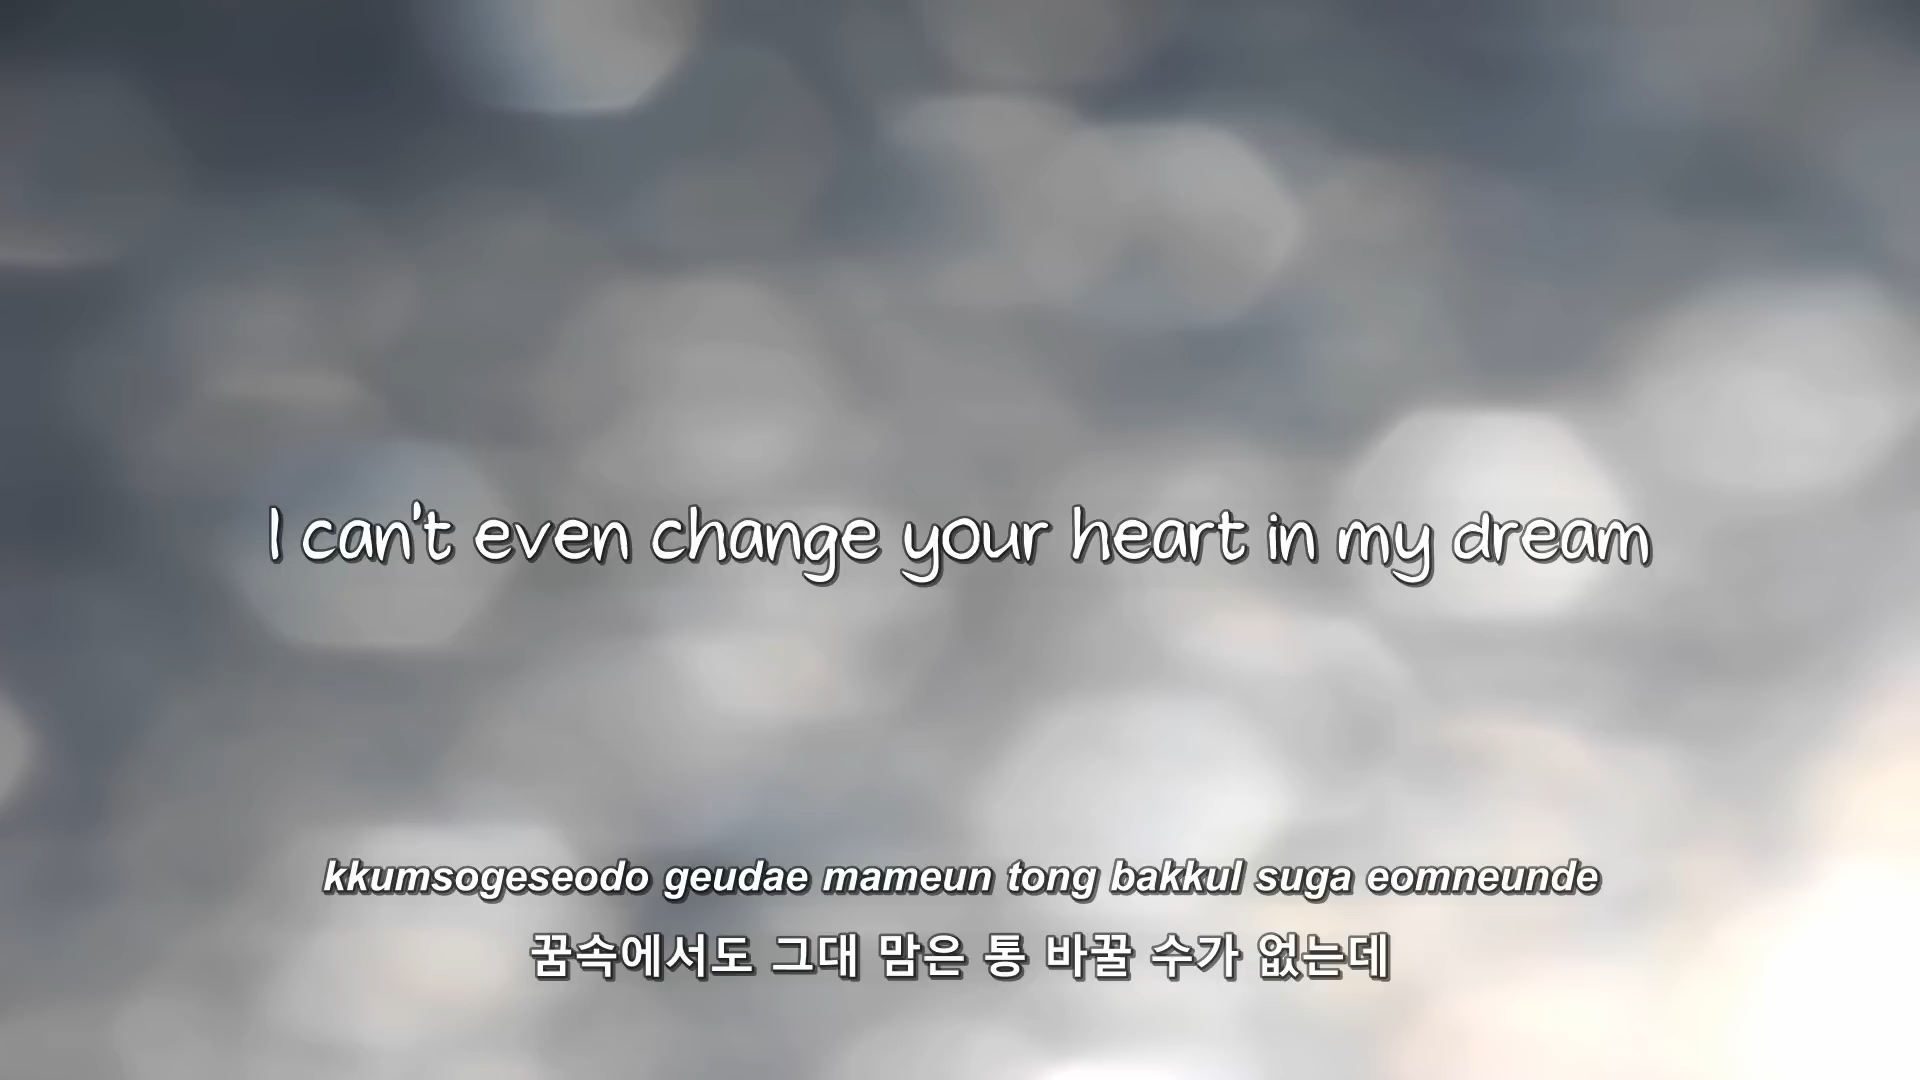 I can't even change your heart in my dream
kkumsogeseodo geudae mameun tong bakkul suga eomneunde
꿈속에서도 그대 맘은 통 바꿀 수가 없는데